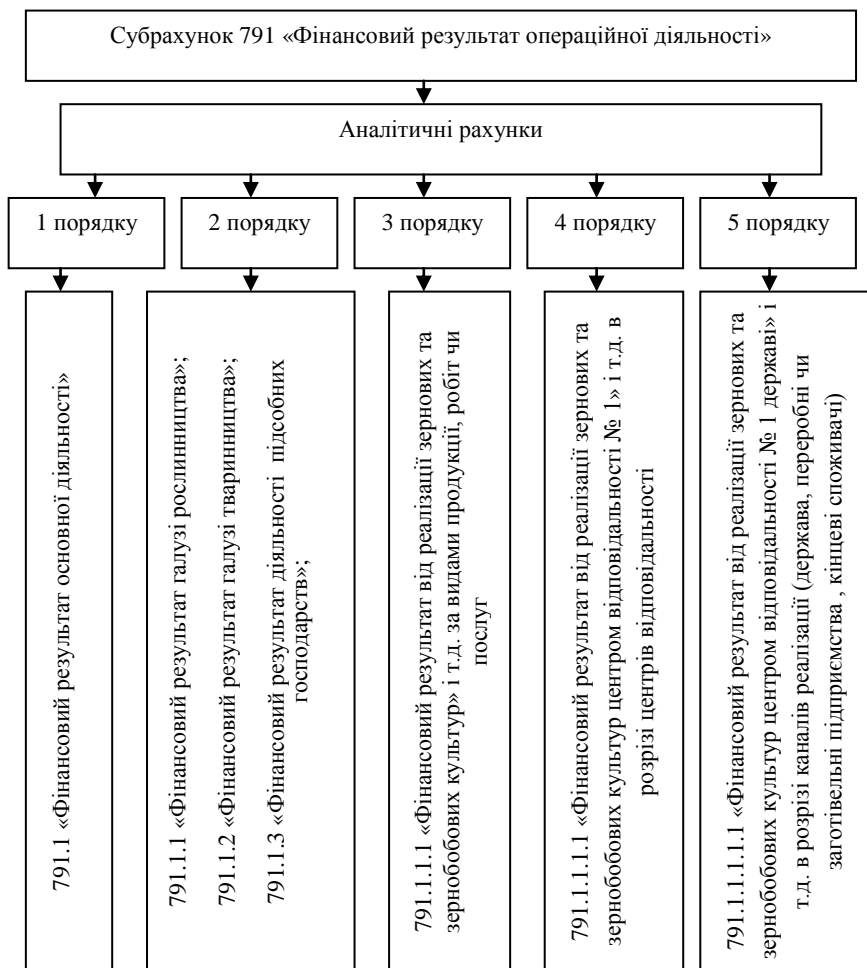 Субрахунок 791 «Фінансовий результат операційної діяльності»
Аналітичні рахунки
1 порядку
2 порядку
3 порядку
4 порядку
5 порядку
791.1 «Фінансовий результат основної діяльності»
791.1.1 «Фінансовий результат галузі рослинництва»;
791.1.2 «Фінансовий результат галузі тваринництва»;
791.1.3 «Фінансовий результат діяльності підсобних
господарств»;
791.1.1.1 «Фінансовий результат від реалізації зернових та
зернобобових культур» і т.д. за видами продукції, робіт чи
послуг
791.1.1.1.1 «Фінансовий результат від реалізації зернових та
зернобобових культур центром відповідальності № 1» і т.д. в
розрізі центрів відповідальності
791.1.1.1.1.1 «Фінансовий результат від реалізації зернових та
зернобобових культур центром відповідальності № 1 державі» і
т.д. в розрізі каналів реалізації (держава, переробні чи
заготівельні підприємства , кінцеві споживачі)